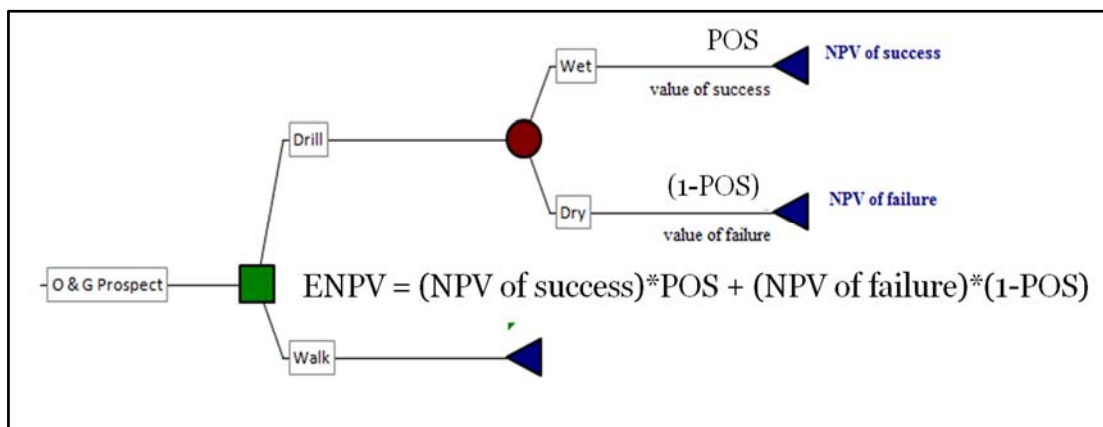 POS
NPV of success
Wet
value of success
Drill
(1-POS)
NPV of failure
Dry
value of failure
O & G Prospect
ENPV = (NPV of success)*POS + (NPV of failure)*(1-POS)
Walk